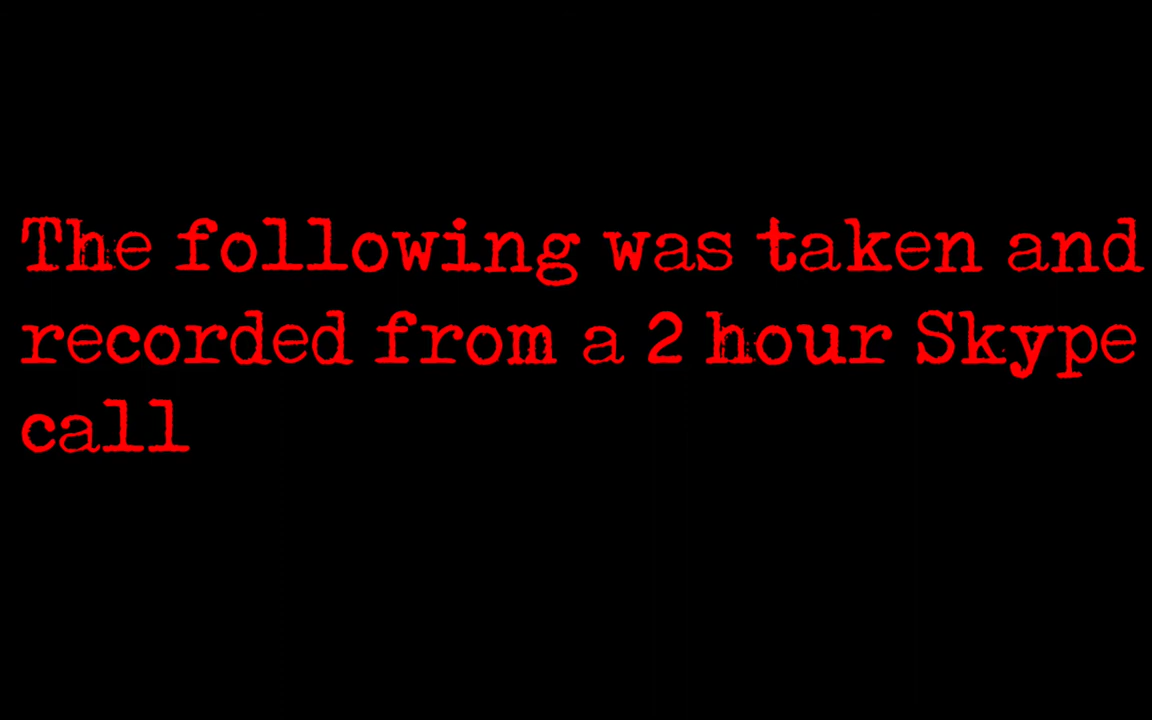 The following was taken and
recorded from a 2 hour Skype
call